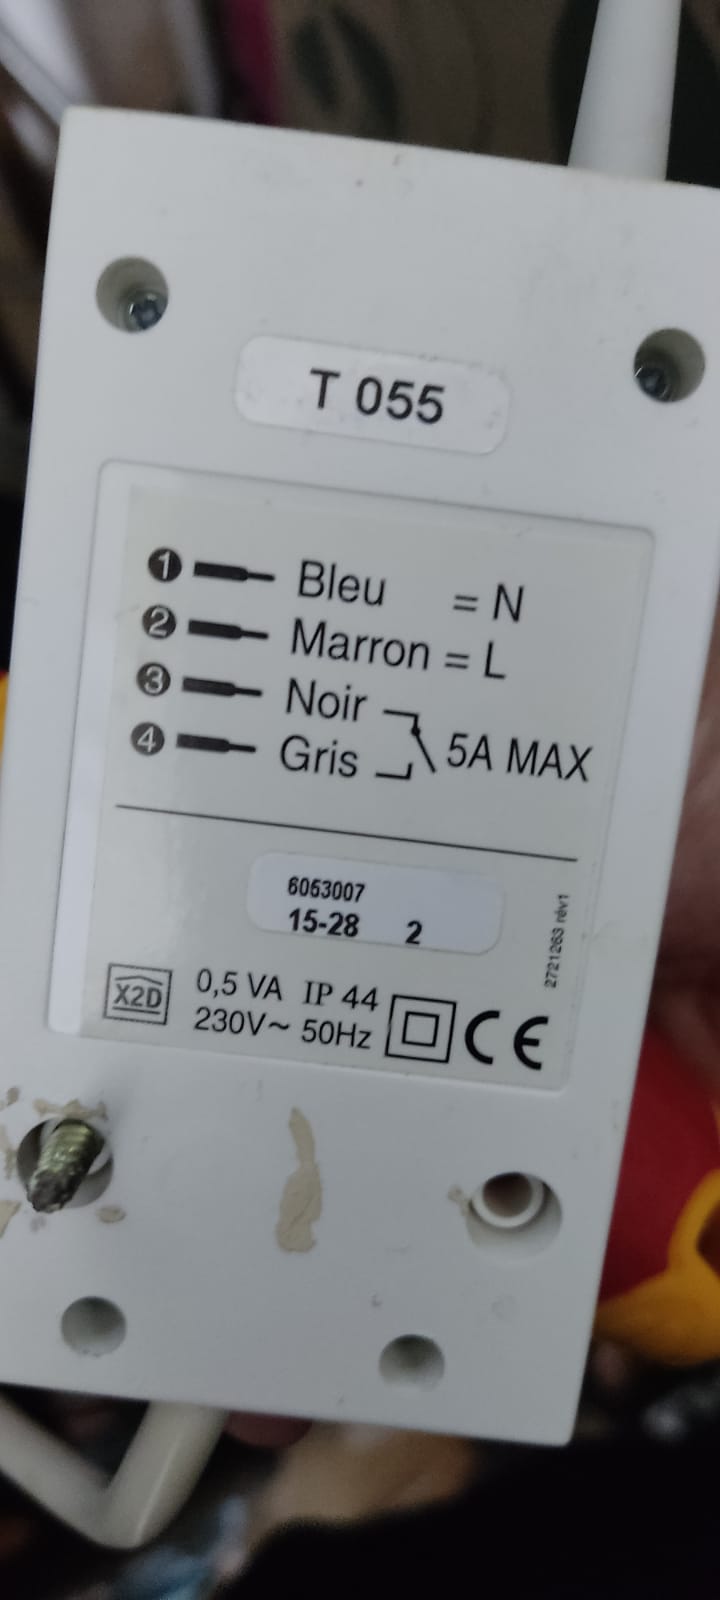 T 055
1 Bleu = N
2 Marron = L
3 Noir
4 Gris
5A MAX
6053007
15-28 2
2721263 rév1
X2D
0,5 VA IP 44
230V~ 50Hz
CE